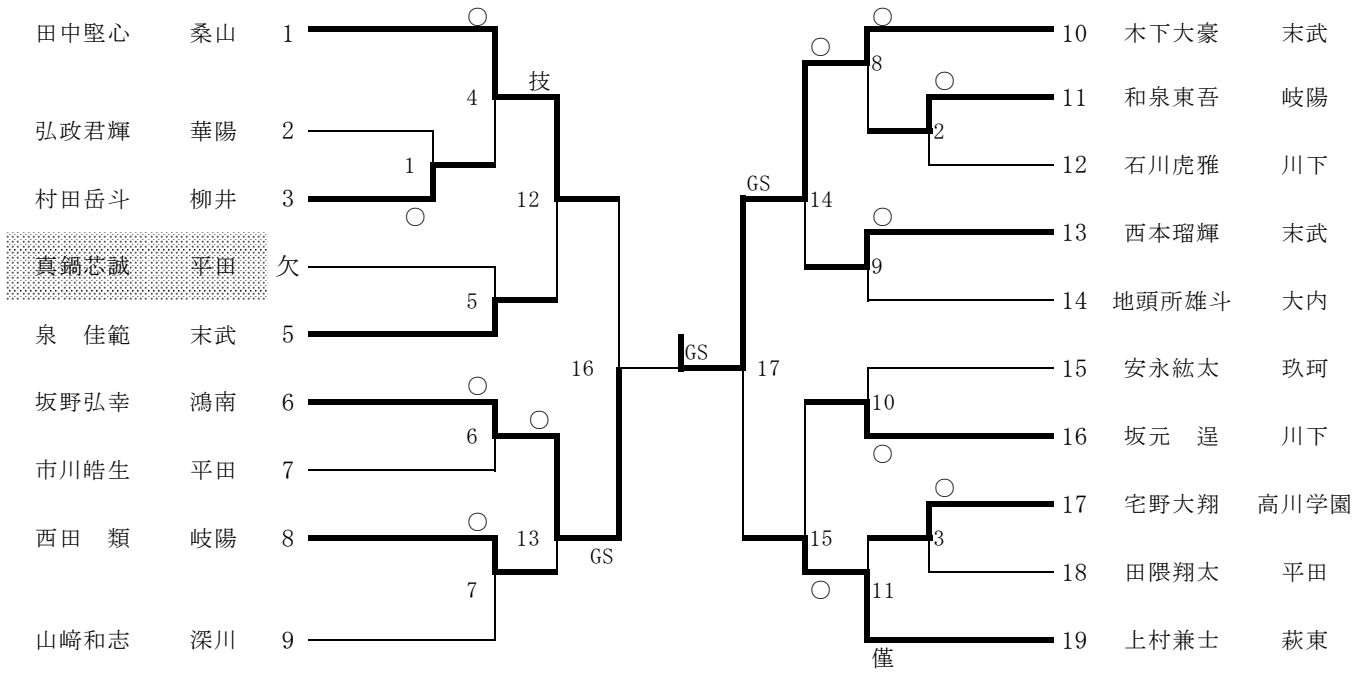 田中堅心 桑山 1
弘政君輝 華陽 2
村田岳斗 柳井 3
真鍋芯誠 平田 欠
泉 佳範 末武 5
坂野弘幸 鴻南 6
市川皓生 平田 7
西田 類 岐陽 8
山﨑和志 深川 9
○
4 技
1
○
12
5
16
○
6 ○
○
13
GS
7
GS
17
GS
14
○
○
8
○
2
○
9
10
○
15
○
○
3
11
僅
10 木下大豪 末武
11 和泉東吾 岐陽
12 石川虎雅 川下
13 西本瑠輝 末武
14 地頭所雄斗 大内
15 安永紘太 玖珂
16 坂元 逞 川下
17 宅野大翔 高川学園
18 田隈翔太 平田
19 上村兼士 萩東